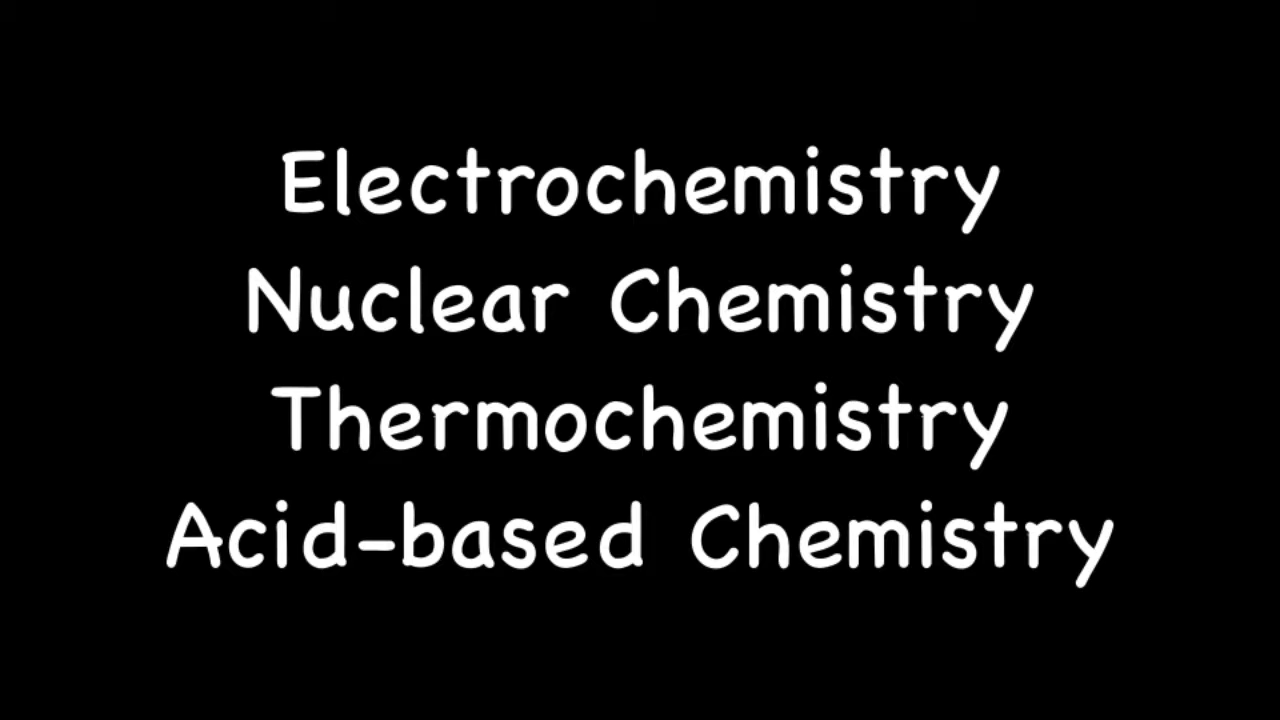 Electrochemistry
Nuclear Chemistry
Thermochemistry
Acid-based Chemistry